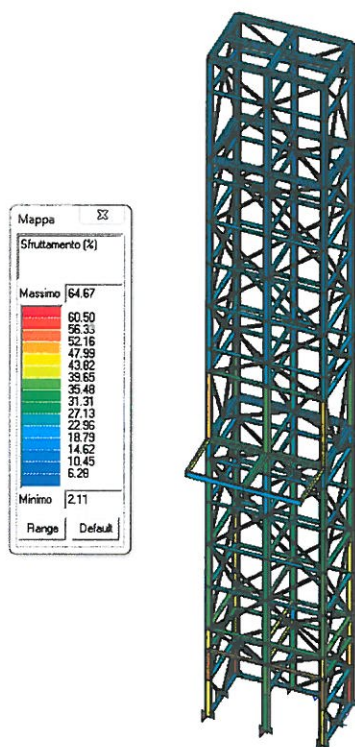 Mappa
Sfruttamento (%)
Massimo 64.67
60.50
56.33
52.16
47.99
43.82
39.65
35.48
31.31
27.13
22.96
18.79
14.62
10.45
6.28
Minimo 2.11
Range Default